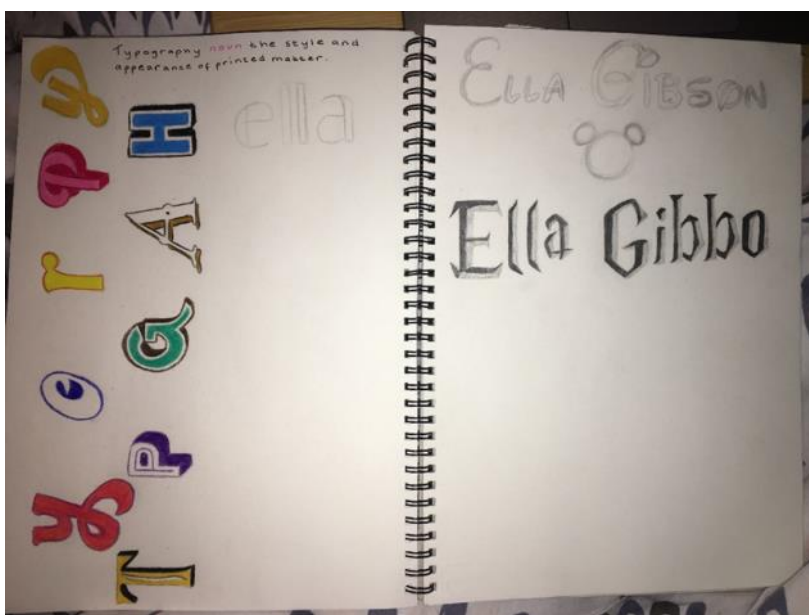 Typography noun the style and
appearance of printed matter.
TyPoGrAPHy
ella
ELLA GIBSON
Ella Gibbo